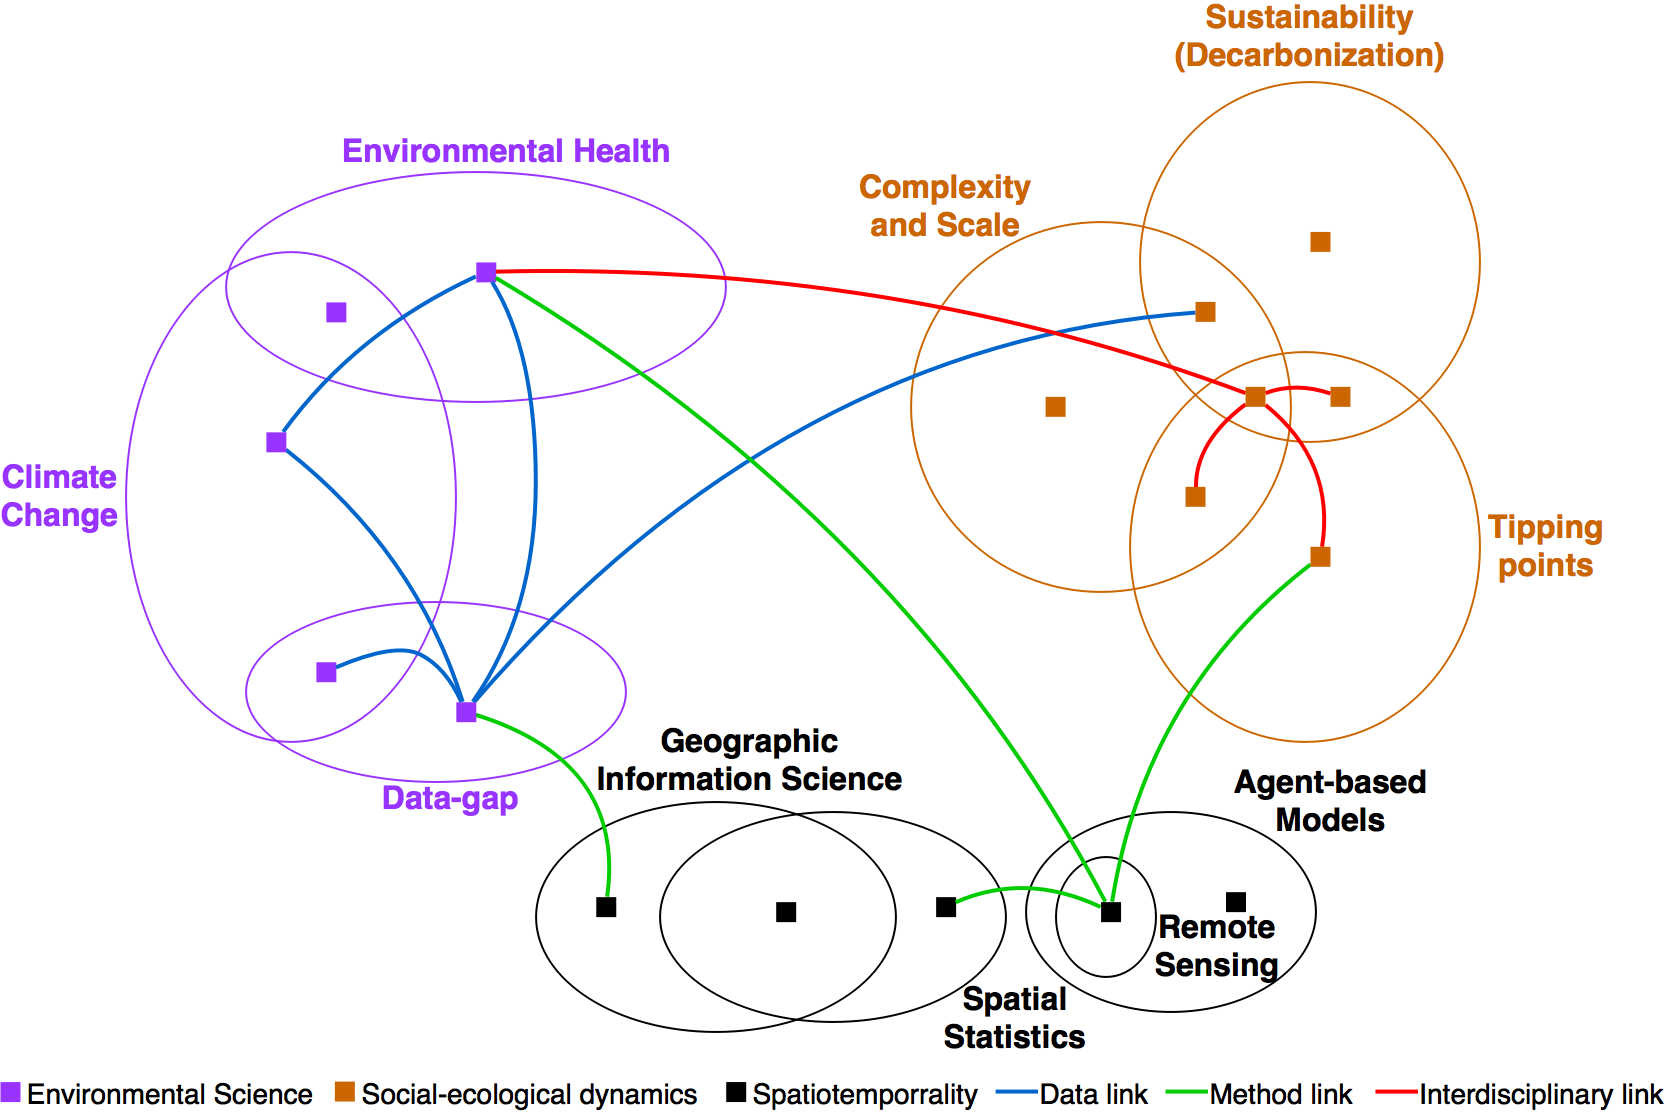 Sustainability
(Decarbonization)
Environmental Health
Complexity
and Scale
Climate
Change
Tipping
points
Geographic
Information Science
Data-gap
Agent-based
Models
Remote
Sensing
Spatial
Statistics
Environmental Science Social-ecological dynamics Spatiotemporrality Data link Method link Interdisciplinary link